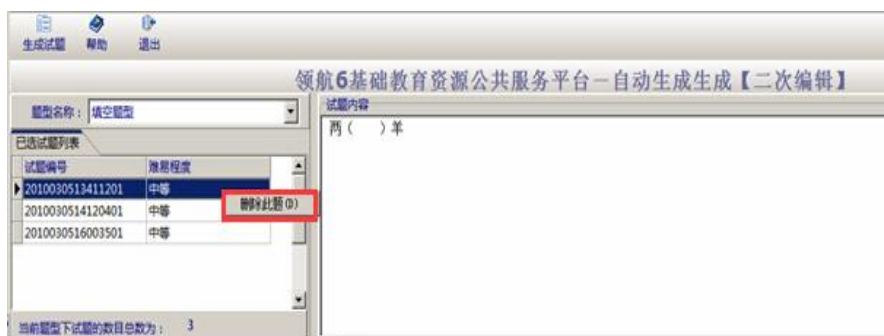 生成试题 帮助 退出
领航6基础教育资源公共服务平台－自动生成生成【二次编辑】
题型名称： 填空题型
试题内容
两（ ）羊
已选试题列表
试题编号 难易程度
2010030513411201 中等
删除此题(D)
2010030514120401 中等
2010030516003501 中等
当前题型下试题的数目总数为： 3